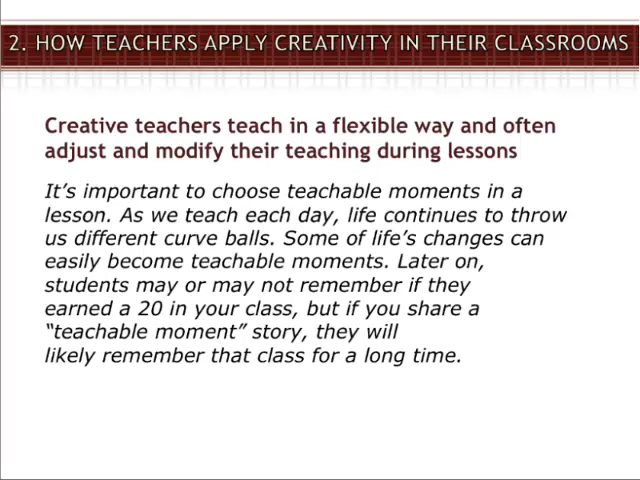 2. HOW TEACHERS APPLY CREATIVITY IN THEIR CLASSROOMS
Creative teachers teach in a flexible way and often
adjust and modify their teaching during lessons
It’s important to choose teachable moments in a
lesson. As we teach each day, life continues to throw
us different curve balls. Some of life’s changes can
easily become teachable moments. Later on,
students may or may not remember if they
earned a 20 in your class, but if you share a
“teachable moment” story, they will
likely remember that class for a long time.